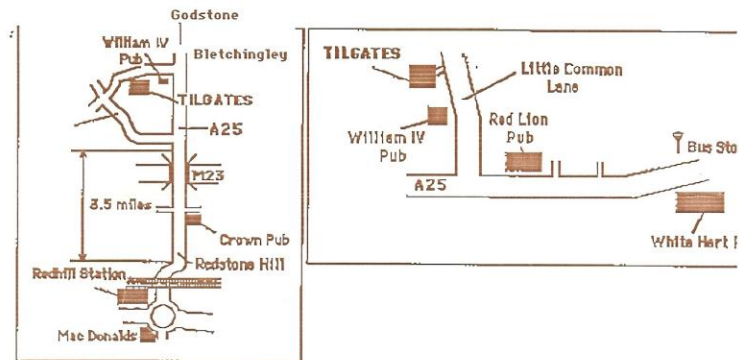 Godstone
William IV
Pub
Bletchingley
TILGATES
A25
M23
3.5 miles
Crown Pub
Redstone Hill
Redhill Station
Mac Donalds
TILGATES
Little Common
Lane
William IV
Pub
Red Lion
Pub
Bus Sto
A25
White Hart